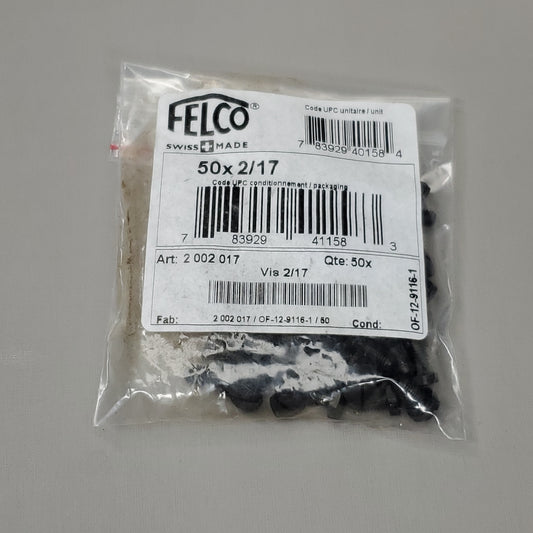 FELCO®
SWISS MADE
Code UPC unitaire / unit
7 83929 40158 4
50x 2/17
Code UPC conditionnement / packaging
7 83929 41158 3
Art: 2 002 017 Qte: 50x
Vis 2/17
Fab: 2 002 017 / OF-12-9116-1 / 50 Cond:
OF-12-9116-1